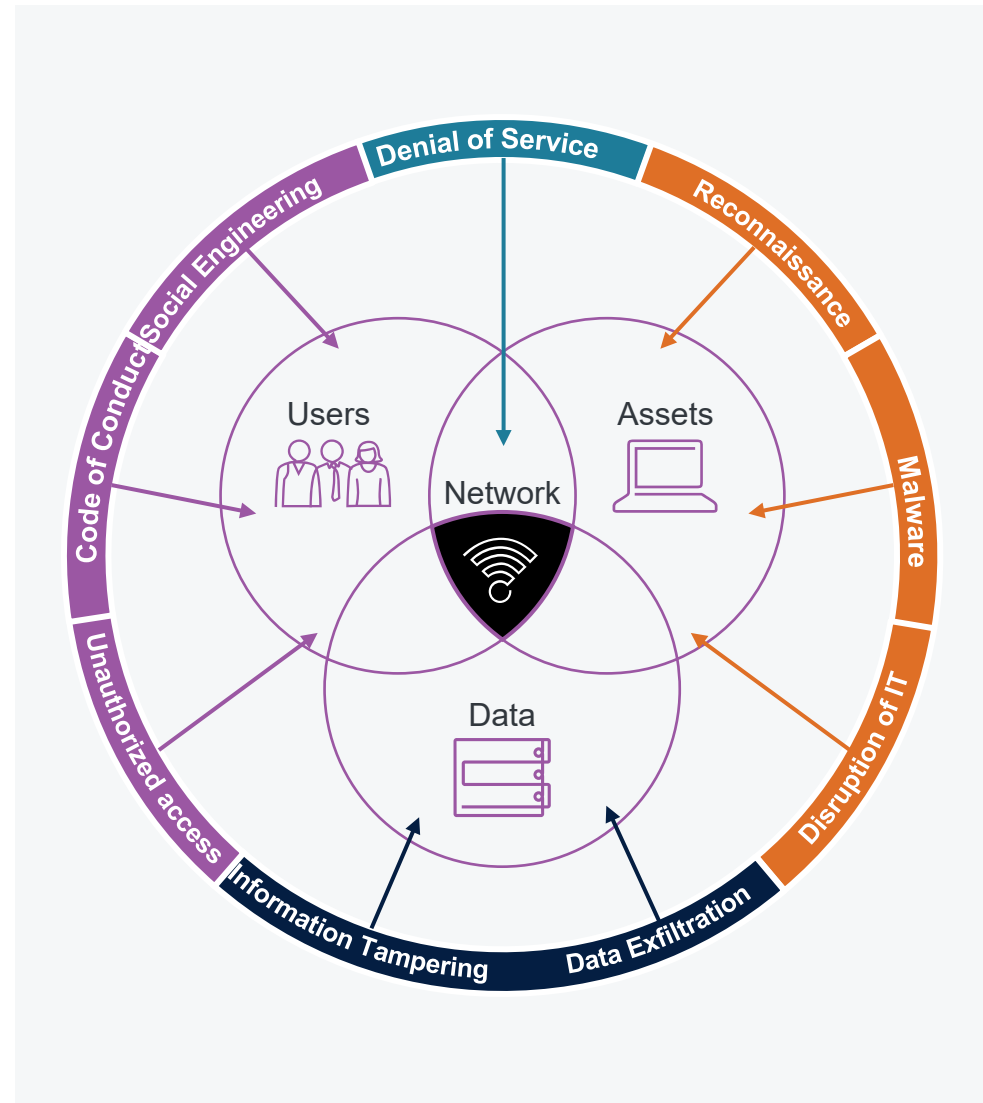 Denial of Service
Reconnaissance
Malware
Disruption of IT
Data Exfiltration
Information Tampering
Unauthorized access
Code of Conduct
Social Engineering
Users
Assets
Network
Data